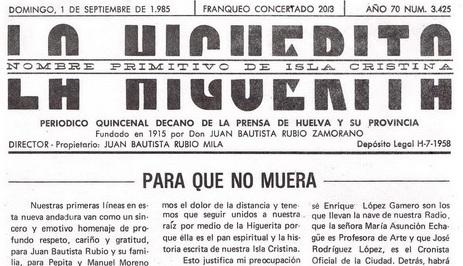 DOMINGO, 1 DE SEPTIEMBRE DE 1.985 FRANQUEO CONCERTADO 20/3 AÑO 70 NUM. 3.425
LA HIGUERITA
NOMBRE PRIMITIVO DE ISLA CRISTINA
LA HIGUERITA
PERIODICO QUINCENAL DECANO DE LA PRENSA DE HUELVA Y SU PROVINCIA
Fundado en 1915 por Don JUAN BAUTISTA RUBIO ZAMORANO
DIRECTOR - Propietario: JUAN BAUTISTA RUBIO MILA Depósito Legal H-7-1958
PARA QUE NO MUERA
Nuestras primeras líneas en es-
ta nueva andadura van como un sin-
cero y emotivo homenaje de pro-
fundo respeto, cariño y gratitud,
para Juan Bautista Rubio y su fami-
lia, para Pepita y Manuel Moreno
mos el dolor de la distancia y tene-
mos que seguir unidos a nuestra
raíz por medio de la Higuerita por-
que élla es el pan espiritual y la his-
toria escrita de nuestra Isla Cristina.
Esto justifica mi preocupación
sé Enrique López Gamero son los
que llevan la nave de nuestra Radio,
que la señora María Asunción Echa-
güe es Profesora de Arte y que José
Rodríguez López, es el Cronista
Oficial de la Ciudad. Detrás, habrá